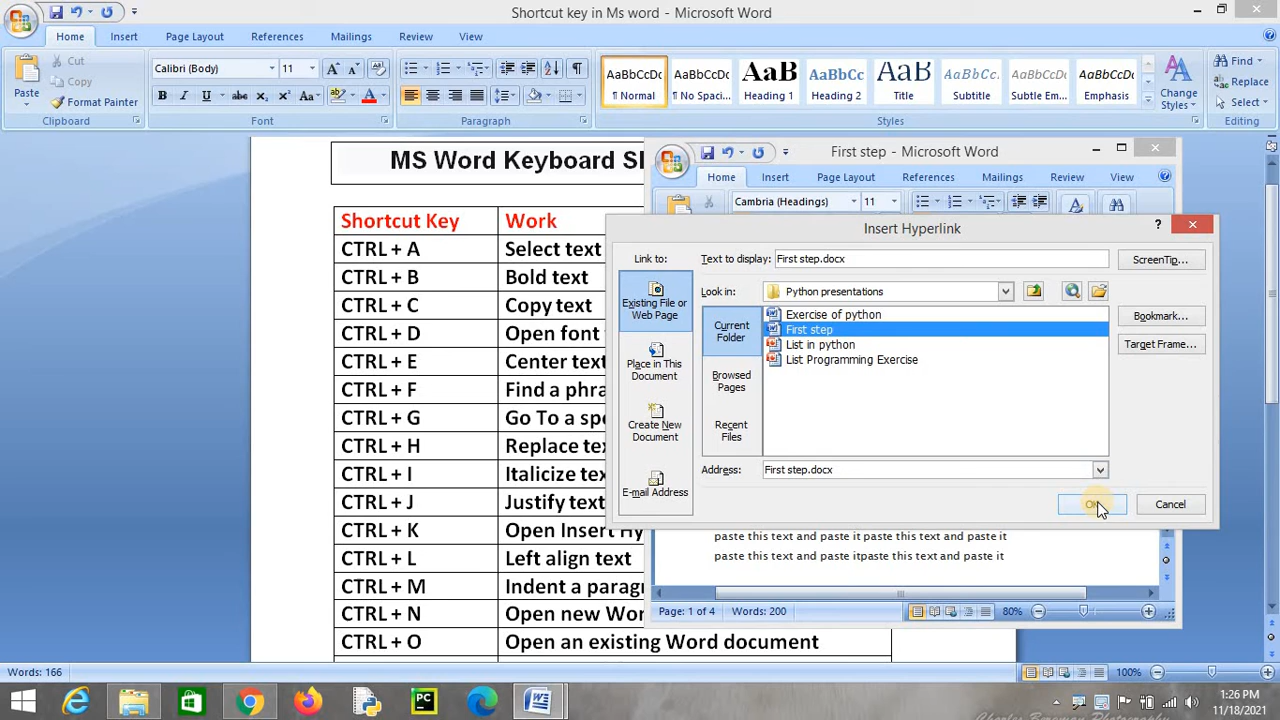 Shortcut key in Ms word - Microsoft Word
Home Insert Page Layout References Mailings Review View
Paste
Cut
Copy
Format Painter
Clipboard
Calibri (Body) 11
Font
Paragraph
AaBbCcDc AaBbCcDc AaB AaBbCc AaB AaBbCc AaBbCcDc AaBbCcDc
¶ Normal ¶ No Spaci... Heading 1 Heading 2 Title Subtitle Subtle Em... Emphasis
Styles
Change
Styles
Find
Replace
Select
Editing
MS Word Keyboard
Shortcut Key Work
CTRL + A Select text
CTRL + B Bold text
CTRL + C Copy text
CTRL + D Open font
CTRL + E Center text
CTRL + F Find a phra
CTRL + G Go To a spe
CTRL + H Replace tex
CTRL + I Italicize text
CTRL + J Justify text
CTRL + K Open Insert Hy
CTRL + L Left align text
CTRL + M Indent a paragr
CTRL + N Open new Wor
CTRL + O Open an existing Word document
First step - Microsoft Word
Home Insert Page Layout References Mailings Review View
Cambria (Headings) 11
Insert Hyperlink
Link to:
Text to display: First step.docx
ScreenTip...
Existing File or
Web Page
Place in This
Document
Create New
Document
E-mail Address
Look in: Python presentations
Current
Folder
Browsed
Pages
Recent
Files
Exercise of python
First step
List in python
List Programming Exercise
Bookmark...
Target Frame...
Address: First step.docx
Cancel
paste this text and paste it paste this text and paste it
paste this text and paste itpaste this text and paste it
Page: 1 of 4 Words: 200 80%
Words: 166 100%
1:26 PM
11/18/2021